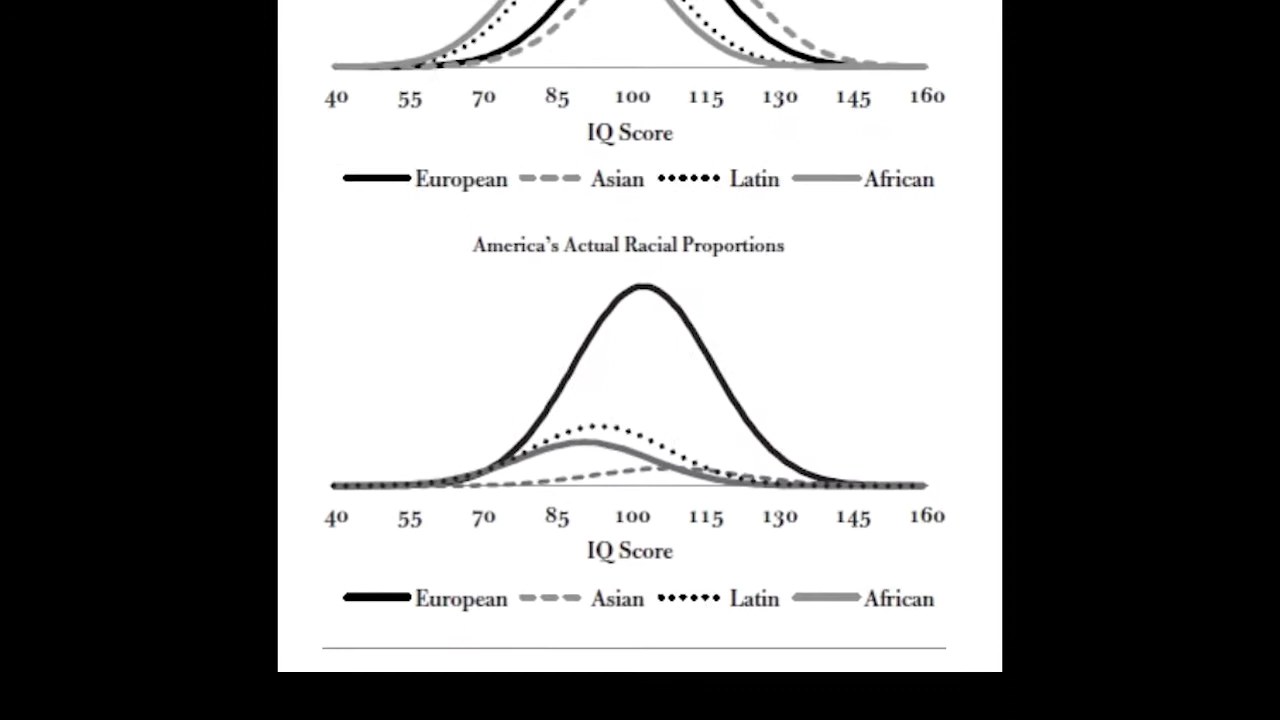 40 55 70 85 100 115 130 145 160
IQ Score
European Asian Latin African
America's Actual Racial Proportions
40 55 70 85 100 115 130 145 160
IQ Score
European Asian Latin African